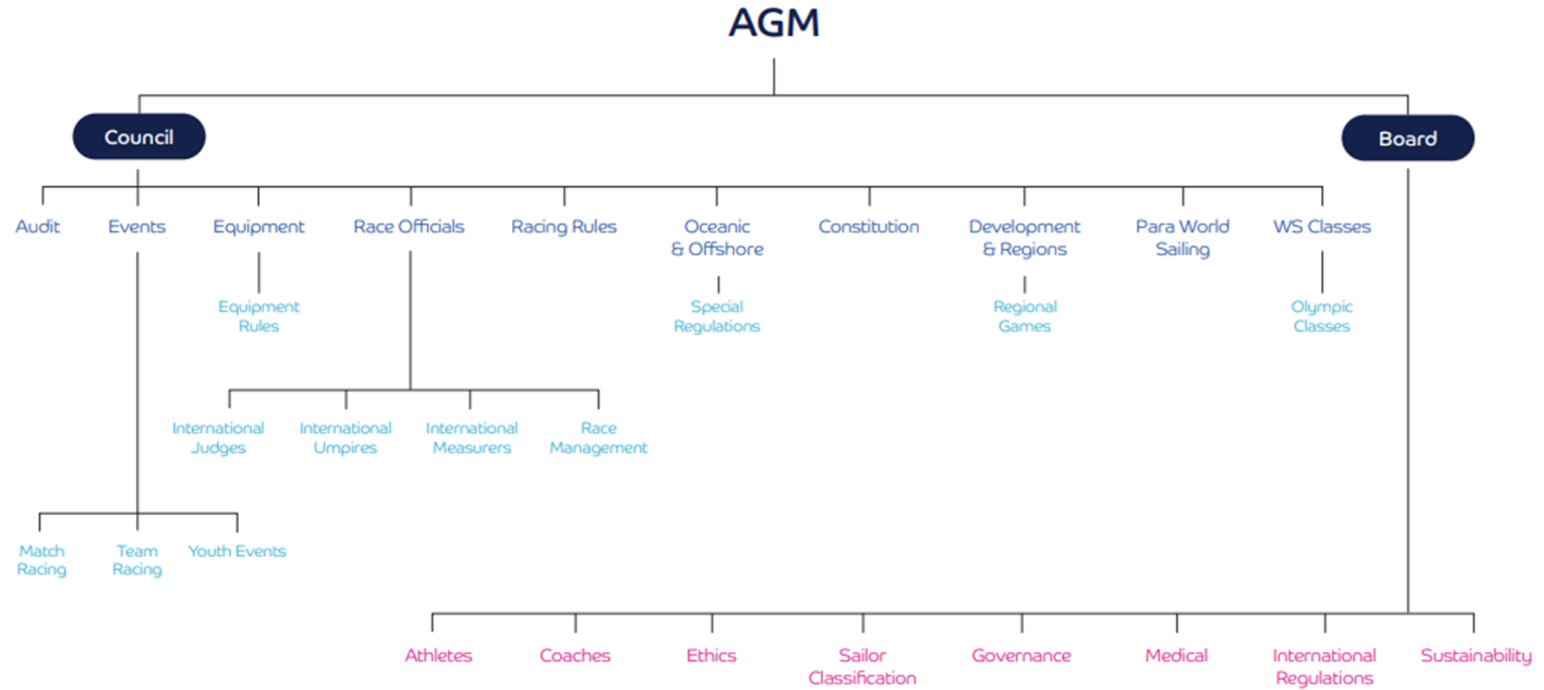 AGM
Council
Board
Audit
Events
Equipment
Race Officials
Racing Rules
Oceanic
& Offshore
Constitution
Development
& Regions
Para World
Sailing
WS Classes
Equipment
Rules
Special
Regulations
Regional
Games
Olympic
Classes
International
Judges
International
Umpires
International
Measurers
Race
Management
Match
Racing
Team
Racing
Youth Events
Athletes
Coaches
Ethics
Sailor
Classification
Governance
Medical
International
Regulations
Sustainability